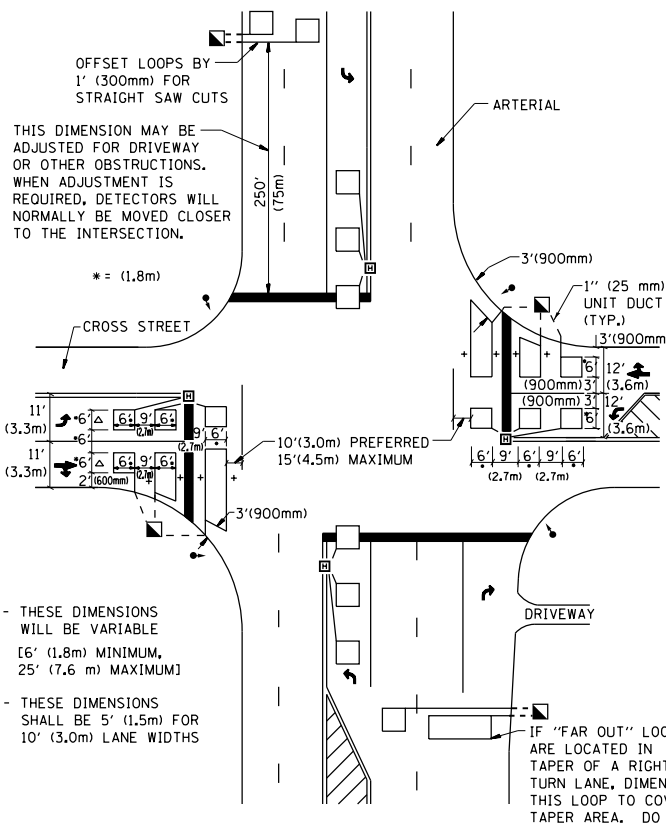 OFFSET LOOPS BY
1' (300mm) FOR
STRAIGHT SAW CUTS
THIS DIMENSION MAY BE
ADJUSTED FOR DRIVEWAY
OR OTHER OBSTRUCTIONS.
WHEN ADJUSTMENT IS
REQUIRED, DETECTORS WILL
NORMALLY BE MOVED CLOSER
TO THE INTERSECTION.
250'
(75m)
ARTERIAL
* = (1.8m)
CROSS STREET
3'(900mm)
1" (25 mm)
UNIT DUCT
(TYP.)
3'(900mm
H
H
H
H
6'
12'
(3.6m)
(900mm) 3'
(900mm) 3'
6'
12'
(3.6m)
11'
(3.3m)
*6'
6'
9'
6'
(2.7m)
*6'
11'
(3.3m)
*6'
6'
9'
6'
(2.7m)
2'
(600mm)
9'
6'
(2.7m)
10'(3.0m) PREFERRED
15'(4.5m) MAXIMUM
6'
9'
6'
9'
6'
(2.7m)
(2.7m)
3'(900mm)
- THESE DIMENSIONS
WILL BE VARIABLE
[6' (1.8m) MINIMUM,
25' (7.6 m) MAXIMUM]
- THESE DIMENSIONS
SHALL BE 5' (1.5m) FOR
10' (3.0m) LANE WIDTHS
DRIVEWAY
IF "FAR OUT" LOO
ARE LOCATED IN
TAPER OF A RIGHT
TURN LANE, DIMEN
THIS LOOP TO COV
TAPER AREA. DO